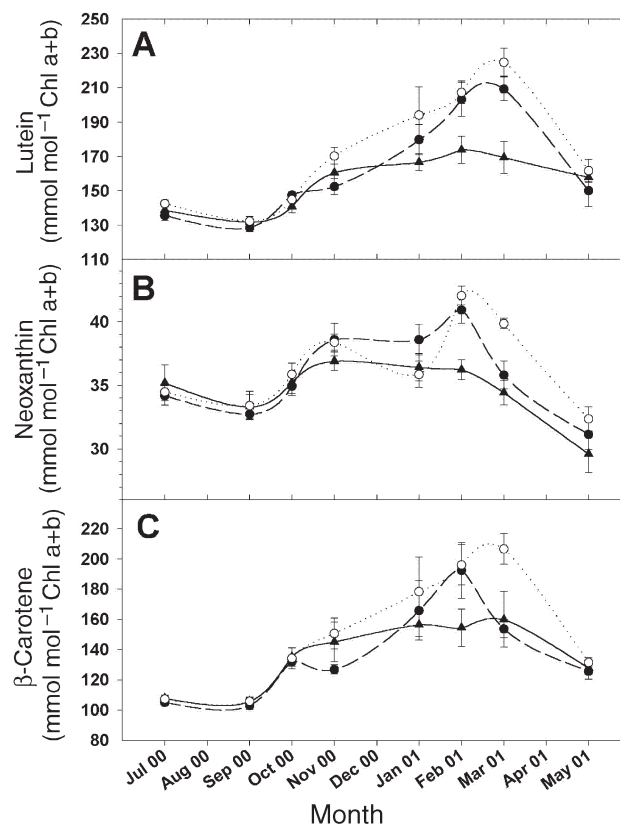 A
Lutein
(mmol mol⁻¹ Chl a+b)
250
230
210
190
170
150
130
110
B
Neoxanthin
(mmol mol⁻¹ Chl a+b)
40
35
30
C
β-Carotene
(mmol mol⁻¹ Chl a+b)
220
200
180
160
140
120
100
80
Jul 00
Aug 00
Sep 00
Oct 00
Nov 00
Dec 00
Jan 01
Feb 01
Mar 01
Apr 01
May 01
Month